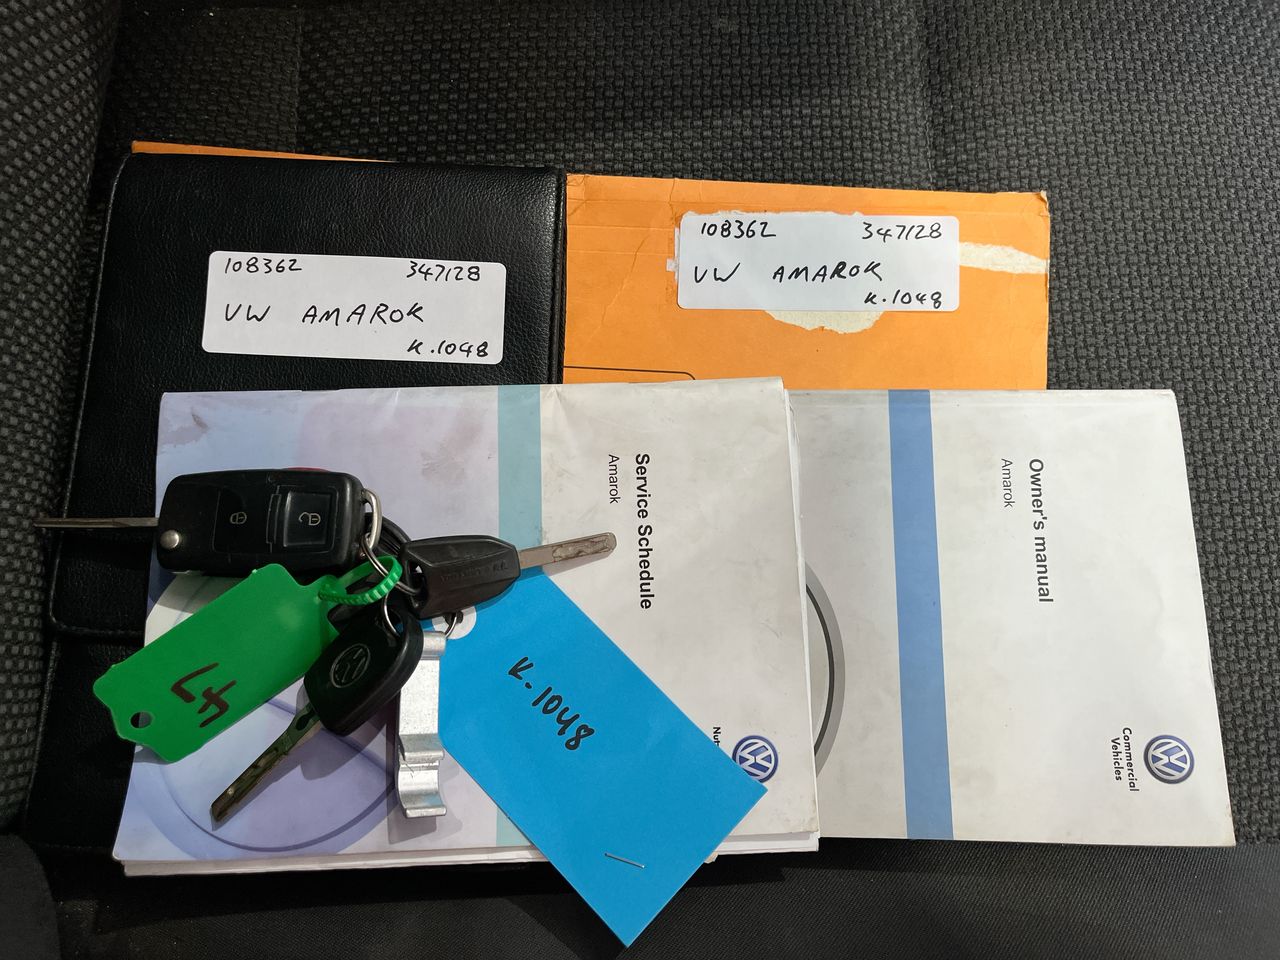 108362 347128
VW AMAROK
K.1048
108362 347128
VW AMAROK
K.1048
Service Schedule
Amarok
Owner's manual
Amarok
Commercial
Vehicles
K-1048